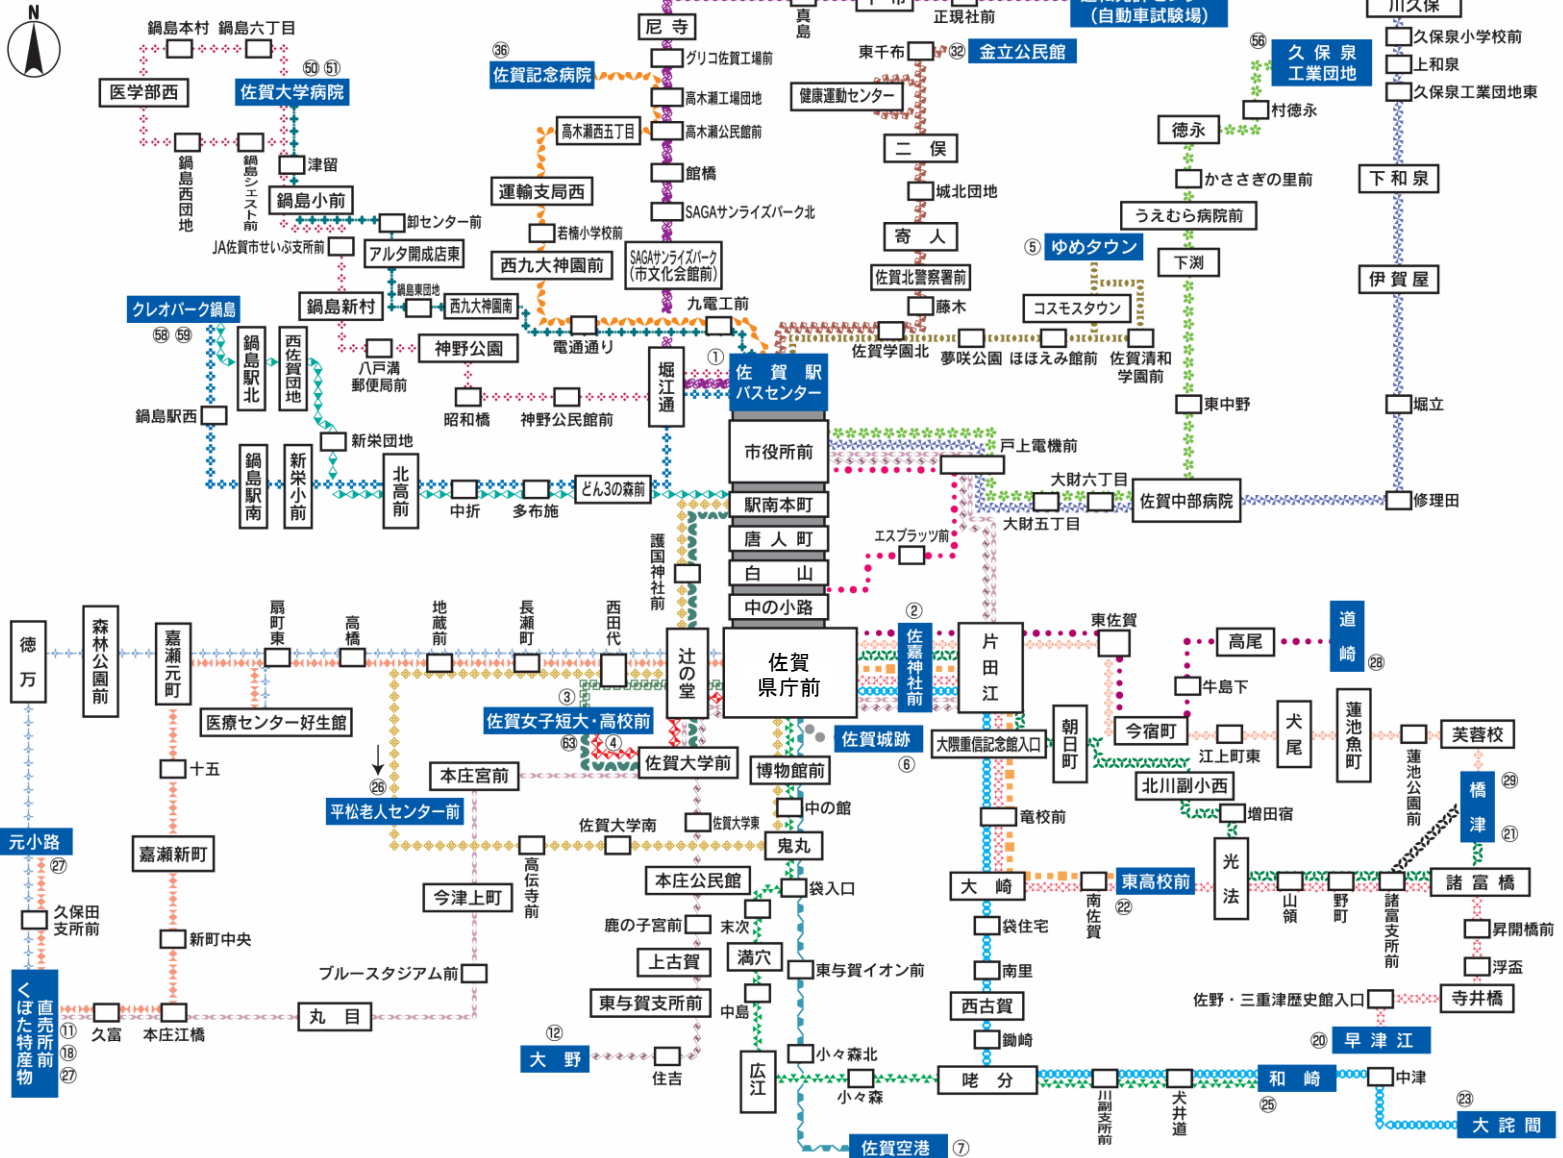 N
鍋島本村
鍋島六丁目
医学部西
㊿ 51
佐賀大学病院
鍋島西団地
鍋島シェスト前
津留
鍋島小前
卸センター前
JA佐賀市せいぶ支所前
アルタ開成店東
鍋島新村
鍋島東団地
西九大神園南
クレオパーク鍋島
58 59
鍋島駅北
西佐賀団地
八戸溝
郵便局前
神野公園
鍋島駅西
昭和橋
神野公民館前
新栄団地
鍋島駅南
新栄小前
北高前
中折
多布施
どん3の森前
㊱
佐賀記念病院
高木瀬西五丁目
運輸支局西
若楠小学校前
西九大神園前
電通通り
九電工前
尼寺
グリコ佐賀工場前
高木瀬工場団地
高木瀬公民館前
館橋
SAGAサンライズパーク北
SAGAサンライズパーク
(市文化会館前)
堀江通
真島
正現社前
(自動車試験場)
東千布
㉜
金立公民館
健康運動センター
二俣
城北団地
寄人
佐賀北警察署前
藤木
佐賀学園北
夢咲公園
ほほえみ館前
佐賀清和
学園前
⑤
ゆめタウン
コスモスタウン
56
久保泉
工業団地
村徳永
徳永
かささぎの里前
うえむら病院前
下渕
東中野
川久保
久保泉小学校前
上和泉
久保泉工業団地東
下和泉
伊賀屋
堀立
修理田
①
佐賀駅
バスセンター
市役所前
駅南本町
唐人町
白山
中の小路
佐賀
県庁前
戸上電機前
大財六丁目
大財五丁目
佐賀中部病院
エスプラッツ前
護国神社前
徳万
森林公園前
嘉瀬元町
扇町東
高橋
地蔵前
長瀬町
西田代
辻の堂
医療センター好生館
③
佐賀女子短大・高校前
63
④
佐賀大学前
本庄宮前
㉖
平松老人センター前
十五
元小路
㉗
嘉瀬新町
久保田
支所前
新町中央
直売所前
くぼた特産物
⑪
⑱
㉗
久富
本庄江橋
丸目
今津上町
ブルースタジアム前
高伝寺前
佐賀大学南
佐賀大学東
本庄公民館
鹿の子宮前
上古賀
東与賀支所前
⑫
大野
住吉
佐賀城跡
⑥
博物館前
中の館
鬼丸
袋入口
末次
満穴
中島
広江
東与賀イオン前
小々森北
小々森
佐賀空港
⑦
②
佐嘉神社前
片田江
大隈重信記念館入口
竜校前
大崎
袋住宅
南里
西古賀
鋤崎
咾分
川副支所前
犬井道
和崎
㉕
中津
㉓
大詫間
東佐賀
朝日町
今宿町
牛島下
高尾
道崎
㉘
江上町東
犬尾
蓮池魚町
蓮池公園前
芙蓉校
橋津
㉙
㉑
北川副小西
増田宿
光法
南佐賀
東高校前
㉒
山領
野町
諸富支所前
諸富橋
昇開橋前
浮盃
寺井橋
佐野・三重津歴史館入口
⑳
早津江